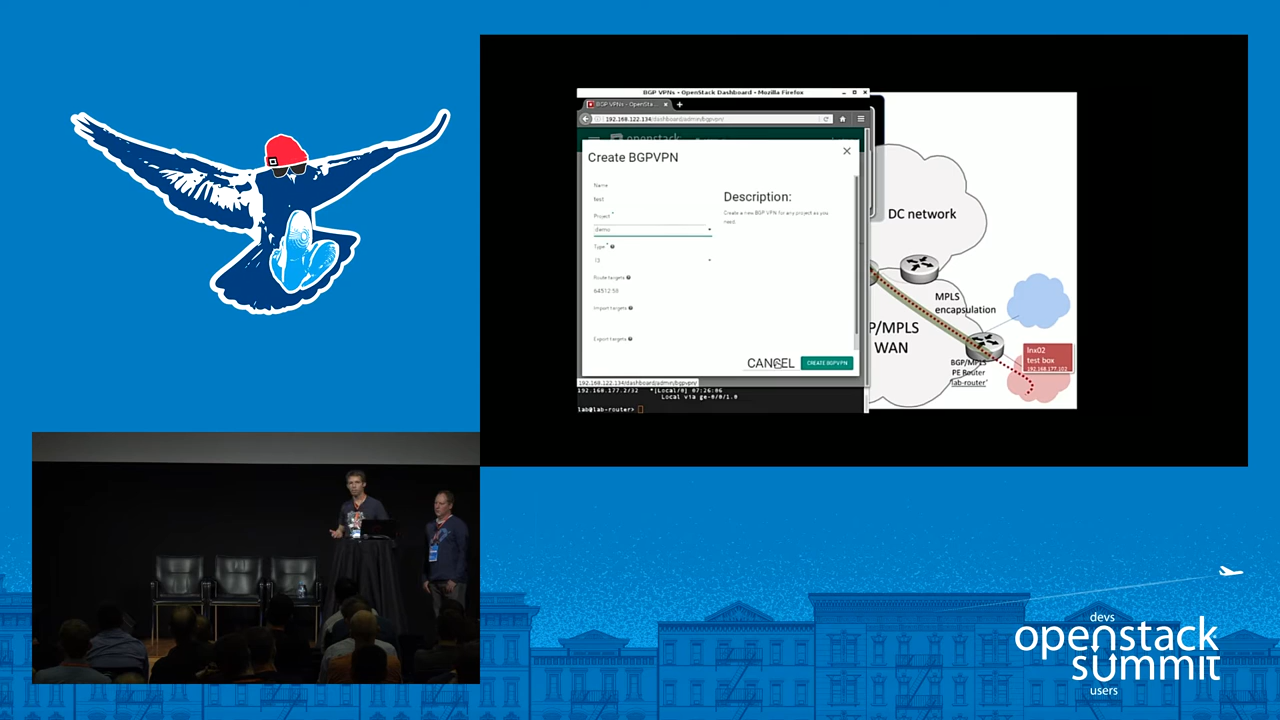 BGP VPNs - OpenStack Dashboard - Mozilla Firefox
BGP VPNs - OpenSta...
192.168.122.134/dashboard/admin/bgpvpn/
openstack
Create BGPVPN
Name
test
Project *
demo
Type *
l3
Route targets
64512:50
Import targets
Export targets
Description:
Create a new BGP VPN for any project as you
need.
CANCEL
CREATE BGPVPN
192.168.122.134/dashboard/admin/bgpvpn/
192.168.177.2/32 *[Local/0] 07:26:06
Local via ge-0/0/1.0
lab@lab-router>
DC network
MPLS
encapsulation
P/MPLS
WAN
BGP/MPLS
PE Router
'lab-router'
lnx02
test box
192.168.177.102
devs
openstack
summit
users